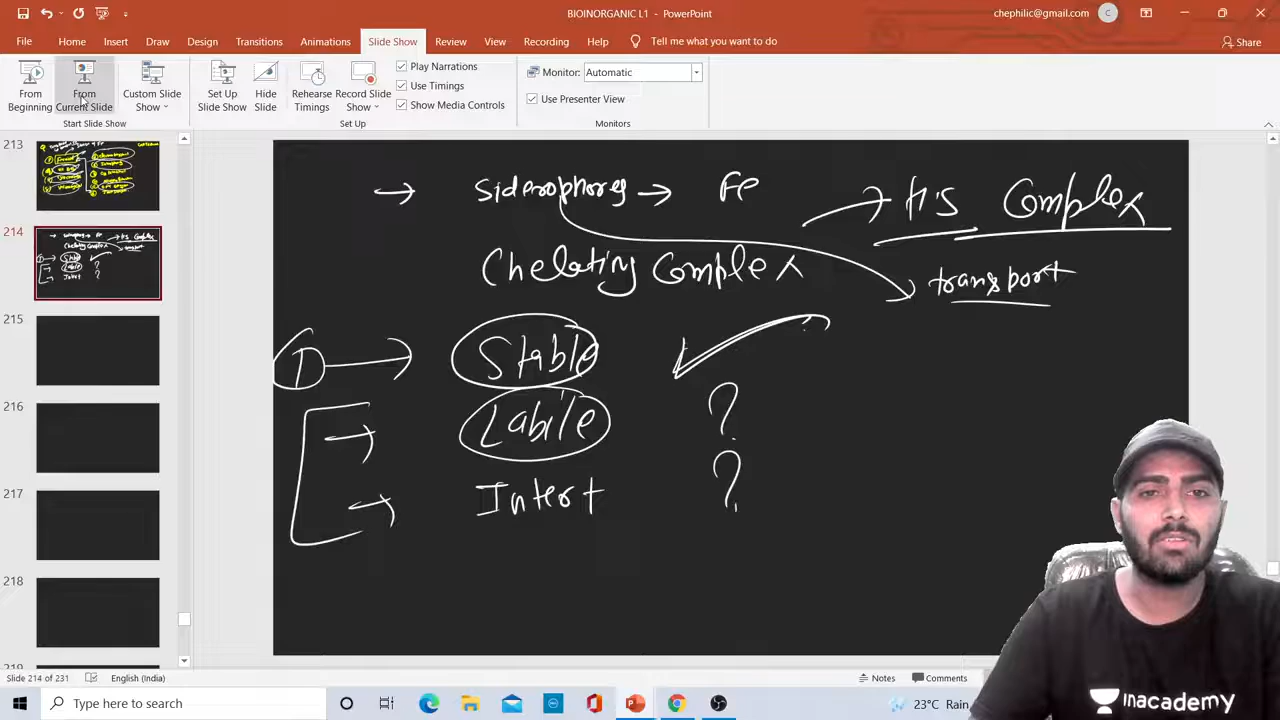 BIOINORGANIC L1 - PowerPoint
chephilic@gmail.com
C
File Home Insert Draw Design Transitions Animations Slide Show Review View Recording Help Tell me what you want to do
Share
From Beginning
From Current Slide
Custom Slide Show
Set Up Slide Show
Hide Slide
Rehearse Timings
Record Slide Show
Play Narrations
Use Timings
Show Media Controls
Monitor: Automatic
Use Presenter View
Start Slide Show
Set Up
Monitors
213
214
215
216
217
218
219
→ Siderophores → Fe → H·S Complex
Chelating Complex
transport
① → Stable ✓
→ Labile ?
→ Intert ?
inacademy
Slide 214 of 231
English (India)
Notes
Comments
Type here to search
23°C Rain